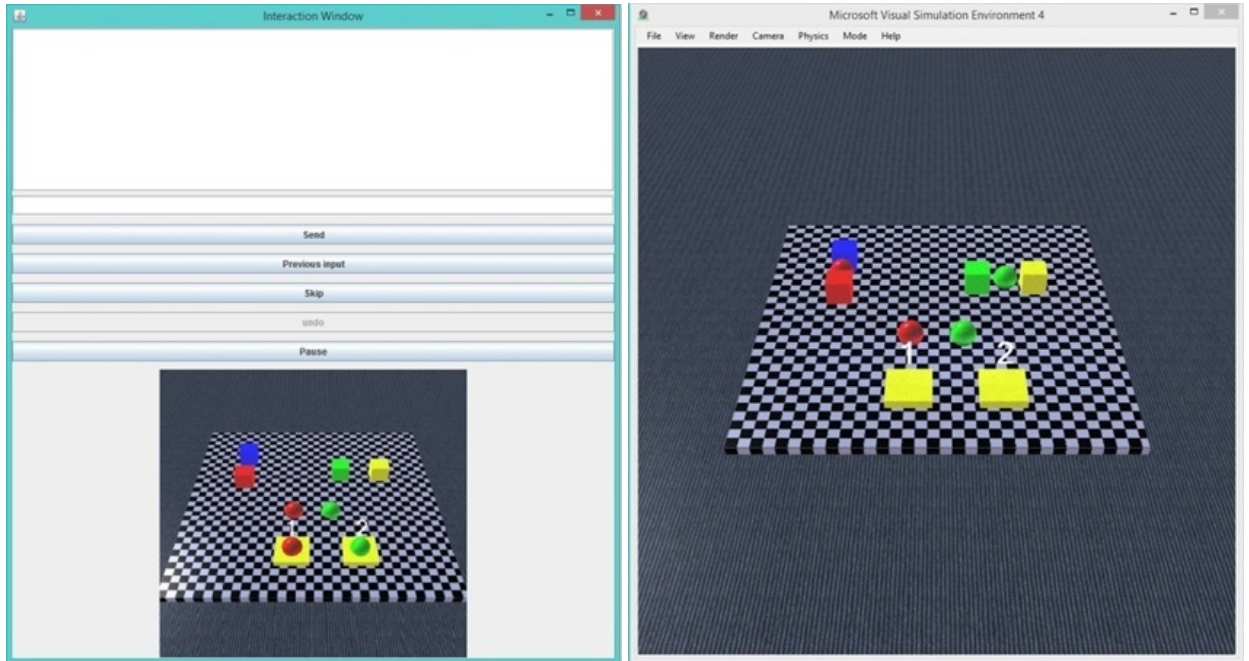 Interaction Window
Send
Previous input
Skip
undo
Pause
1 2
Microsoft Visual Simulation Environment 4
File View Render Camera Physics Mode Help
1 2